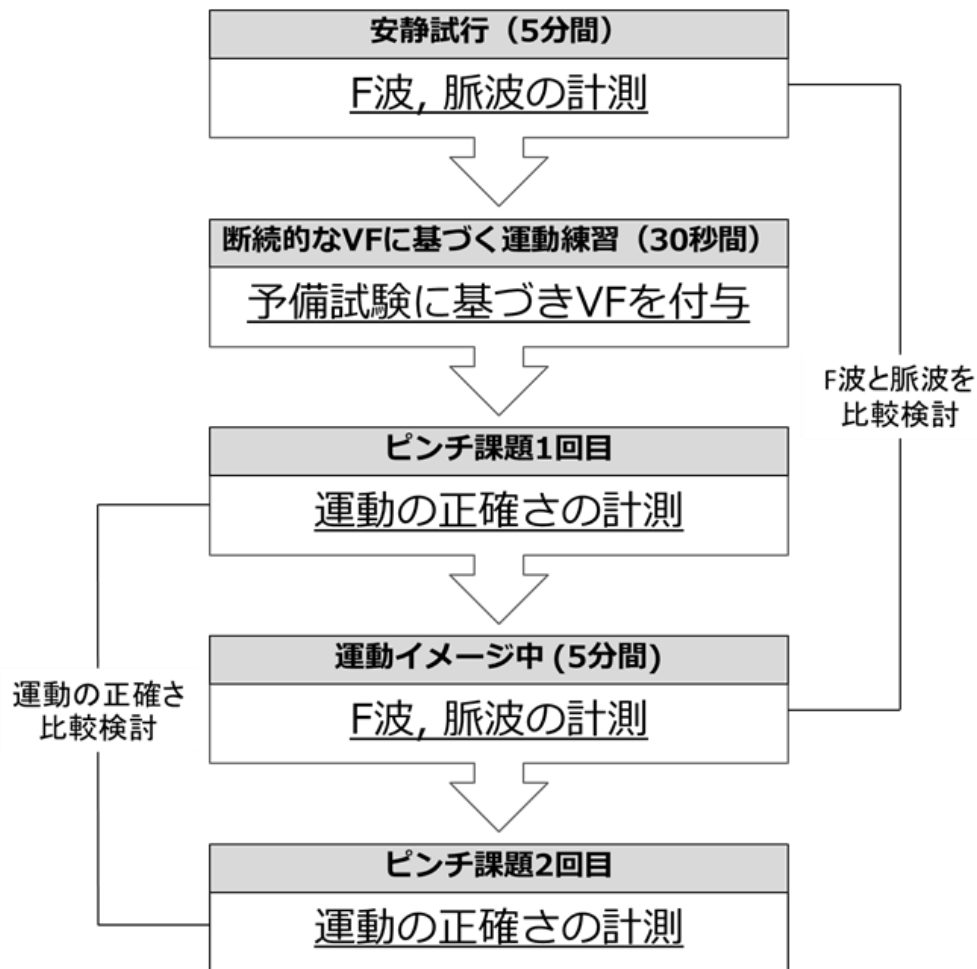 安静試行（5分間）
F波, 脈波の計測
断続的なVFに基づく運動練習（30秒間）
予備試験に基づきVFを付与
F波と脈波を
比較検討
ピンチ課題1回目
運動の正確さの計測
運動イメージ中 (5分間)
F波, 脈波の計測
運動の正確さ
比較検討
ピンチ課題2回目
運動の正確さの計測